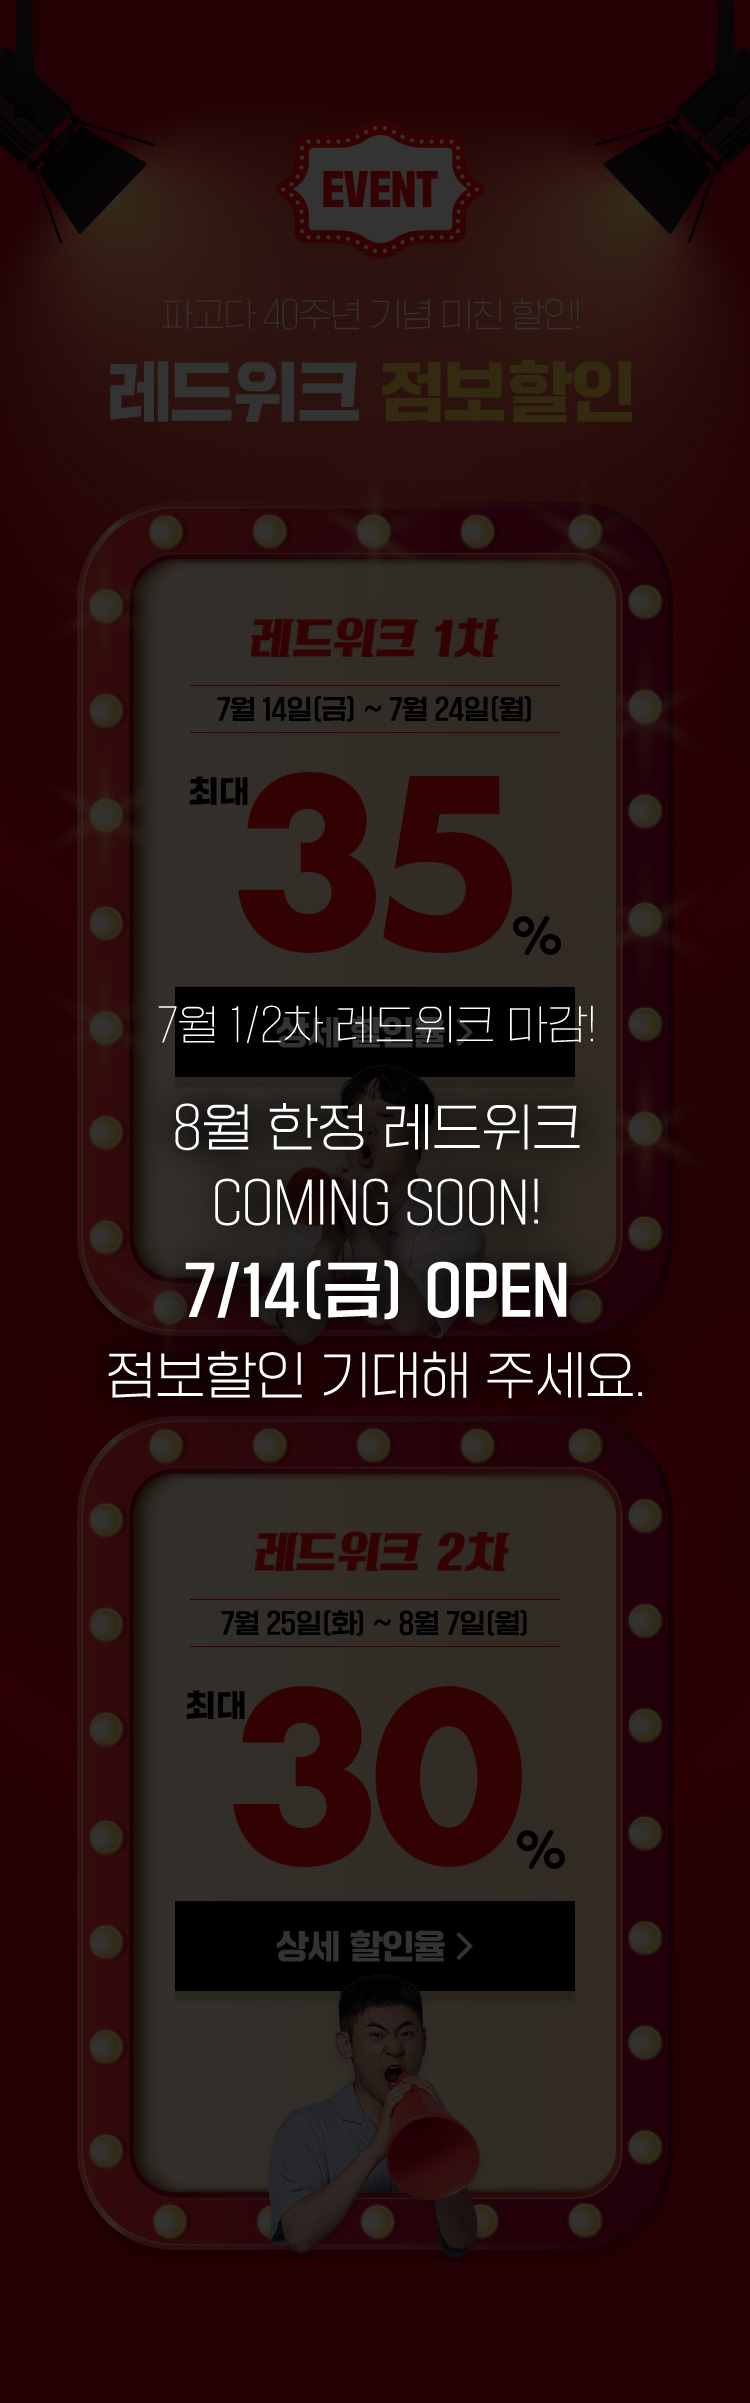 EVENT
파고다 40주년 기념 미친 할인!
레드위크 점보할인
레드위크 1차
7월 14일(금) ~ 7월 24일(월)
최대
35%
상세 할인율 >
7월 1/2차 레드위크 마감!
8월 한정 레드위크
COMING SOON!
7/14(금) OPEN
점보할인 기대해 주세요.
레드위크 2차
7월 25일(화) ~ 8월 7일(월)
최대
30%
상세 할인율 >